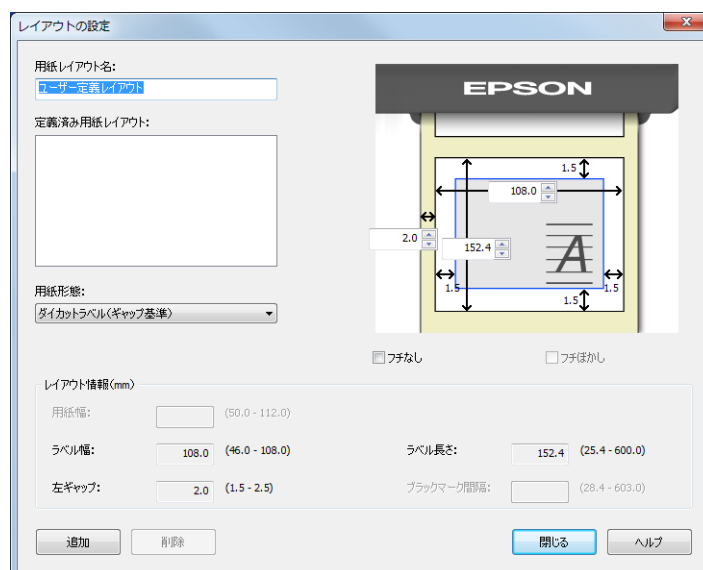 レイアウトの設定
用紙レイアウト名:
ユーザー定義レイアウト
定義済み用紙レイアウト:
用紙形態:
ダイカットラベル(ギャップ基準)
EPSON
1.5
108.0
2.0
152.4
A
1.5
1.5
1.5
フチなし
フチぼかし
レイアウト情報(mm)
用紙幅:
(50.0 - 112.0)
ラベル幅:
108.0
(46.0 - 108.0)
ラベル長さ:
152.4
(25.4 - 600.0)
左ギャップ:
2.0
(1.5 - 2.5)
ブラックマーク間隔:
(28.4 - 603.0)
追加
削除
閉じる
ヘルプ